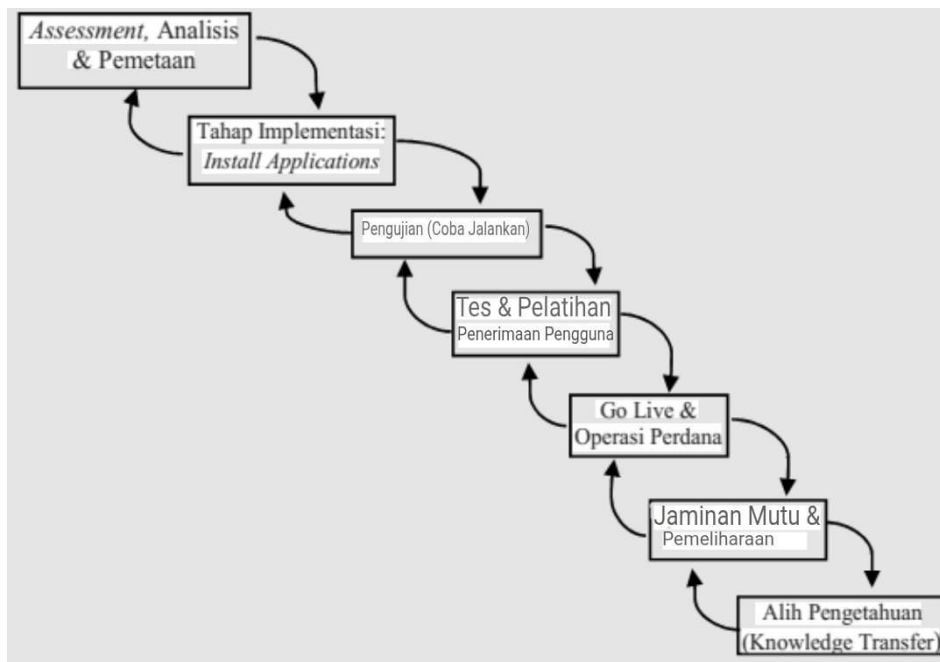 Assessment, Analisis
& Pemetaan
Tahap Implementasi:
Install Applications
Pengujian (Coba Jalankan)
Tes & Pelatihan
Penerimaan Pengguna
Go Live &
Operasi Perdana
Jaminan Mutu &
Pemeliharaan
Alih Pengetahuan
(Knowledge Transfer)